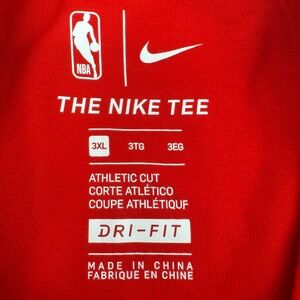 NBA
THE NIKE TEE
3XL 3TG 3EG
ATHLETIC CUT
CORTE ATLÉTICO
COUPE ATHLÉTIQUE
DRI-FIT
MADE IN CHINA
FABRIQUE EN CHINE